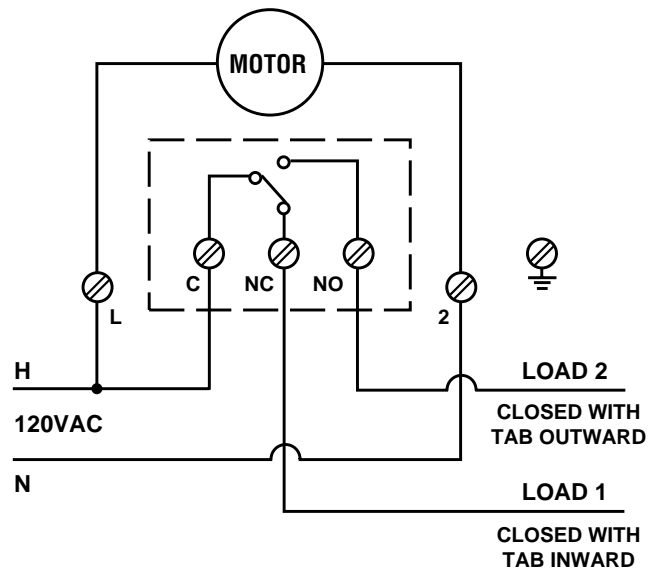 MOTOR
C
NC
NO
L
2
H
LOAD 2
120VAC
CLOSED WITH
TAB OUTWARD
N
LOAD 1
CLOSED WITH
TAB INWARD